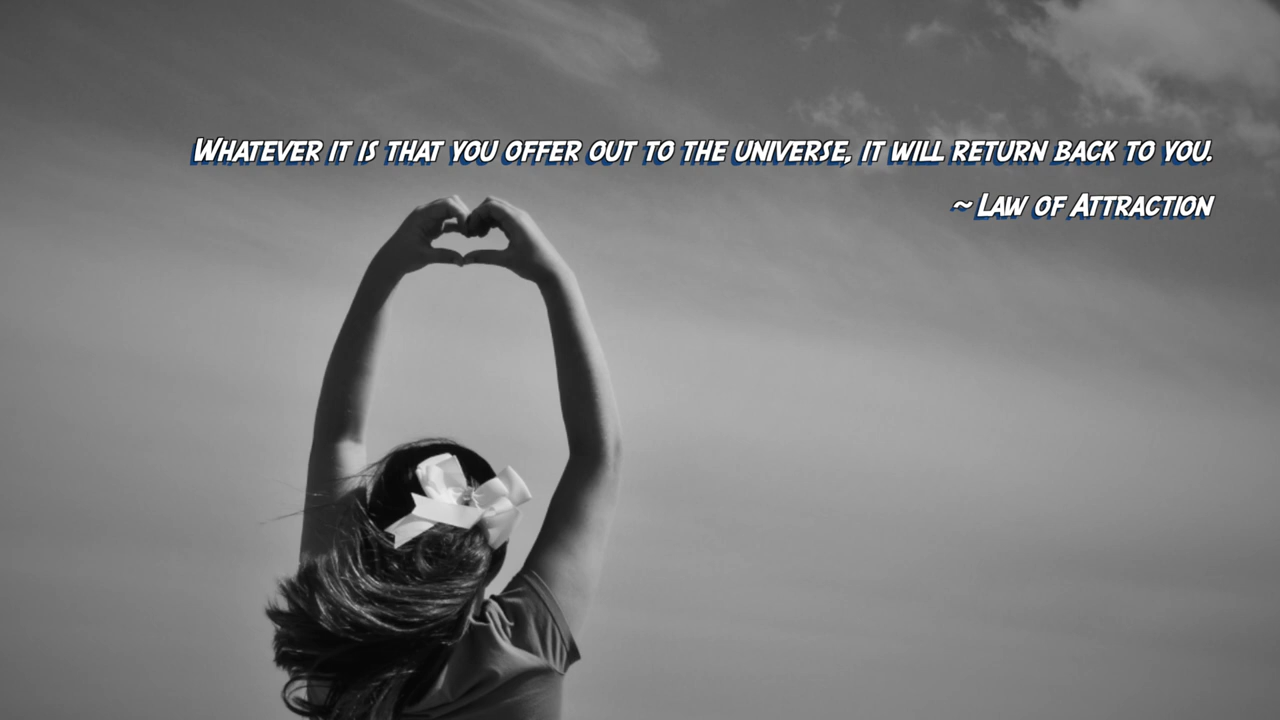 Whatever it is that you offer out to the universe, it will return back to you.
~ Law of Attraction